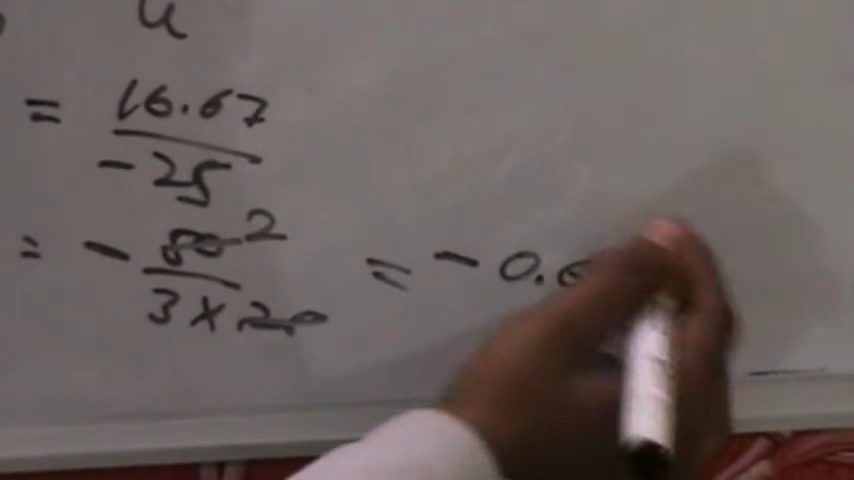 u
= 16.67
-25
= - 50 2 = - 0.6
3 x 25